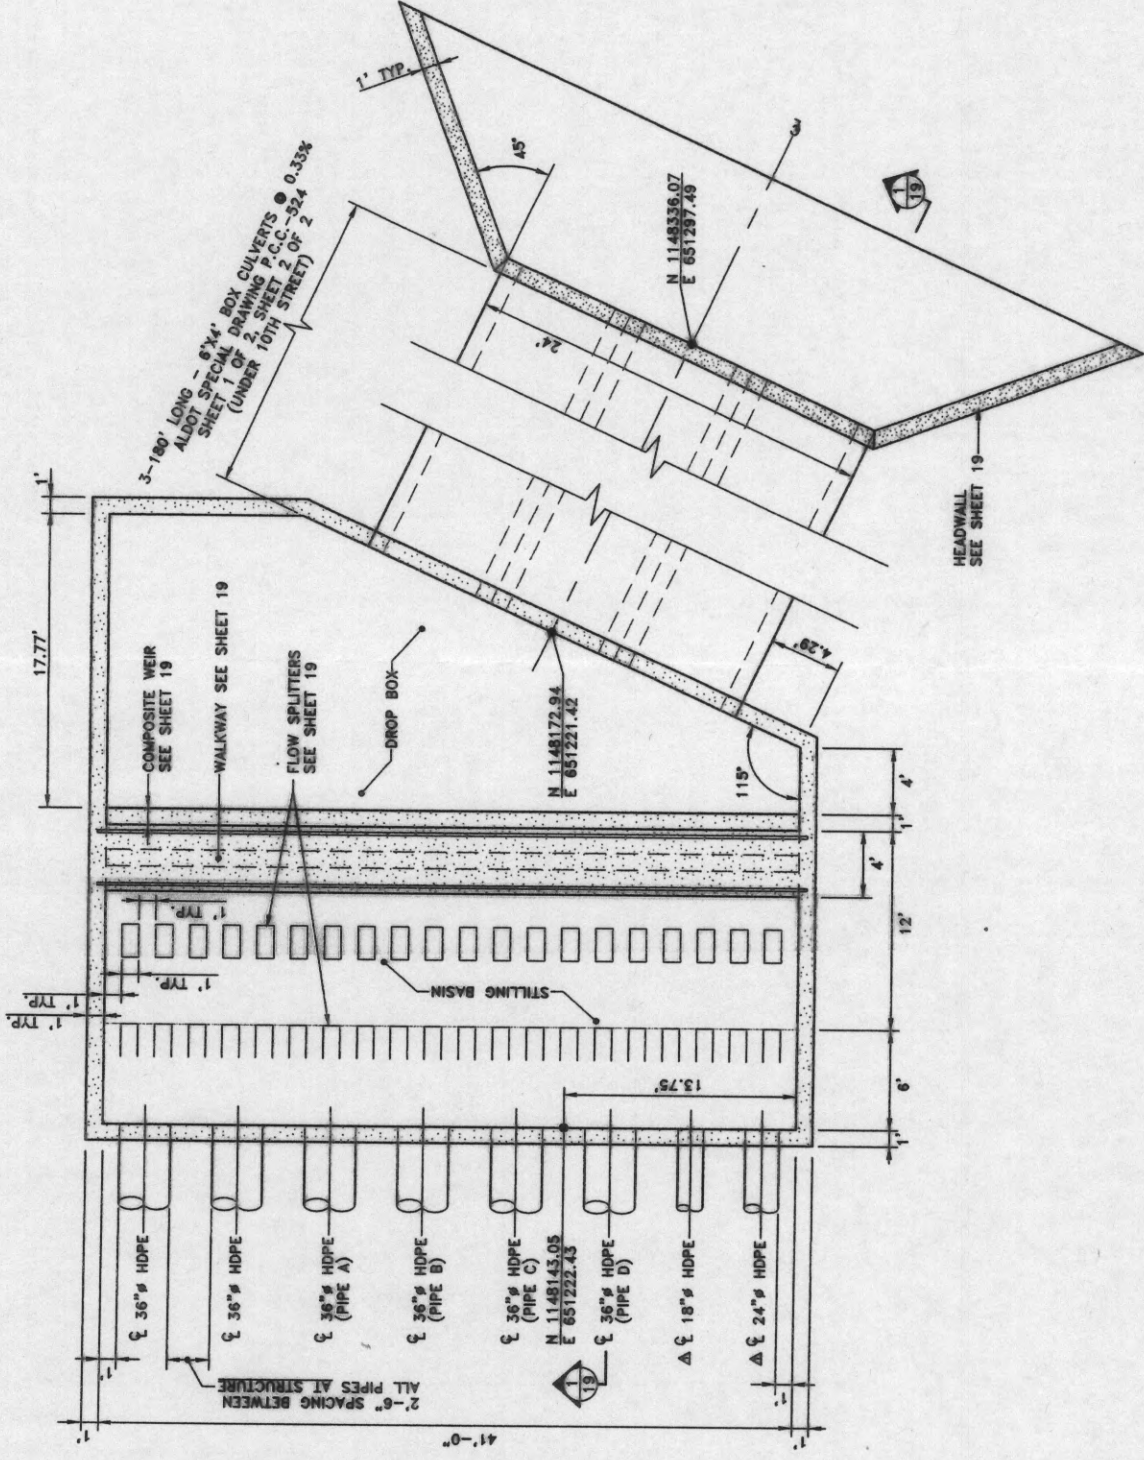 3-180' LONG - 6'X4' BOX CULVERTS @ 0.33%
ALDOT SPECIAL DRAWING P.C.C.-524
SHEET 1 OF 2, SHEET 2 OF 2
(UNDER 10TH STREET)
1' TYP.
45°
3
1
19
N 1148336.07
E 651297.49
24'
HEADWALL
SEE SHEET 19
1'
17.77'
COMPOSITE WEIR
SEE SHEET 19
WALKWAY SEE SHEET 19
FLOW SPLITTERS
SEE SHEET 19
DROP BOX
N 1148172.94
E 651221.42
4.29'
115°
4'
1'
4'
12'
6'
1'
1' TYP.
1' TYP.
1' TYP.
1' TYP.
STILLING BASIN
13.75'
℄ 36"ø HDPE
℄ 36"ø HDPE
℄ 36"ø HDPE
(PIPE A)
℄ 36"ø HDPE
(PIPE B)
℄ 36"ø HDPE
(PIPE C)
N 1148143.05
E 651222.43
℄ 36"ø HDPE
(PIPE D)
℄ 18"ø HDPE
℄ 24"ø HDPE
1'
2'-6" SPACING BETWEEN
ALL PIPES AT STRUCTURE
1
19
1'
1'
41'-0"
1'